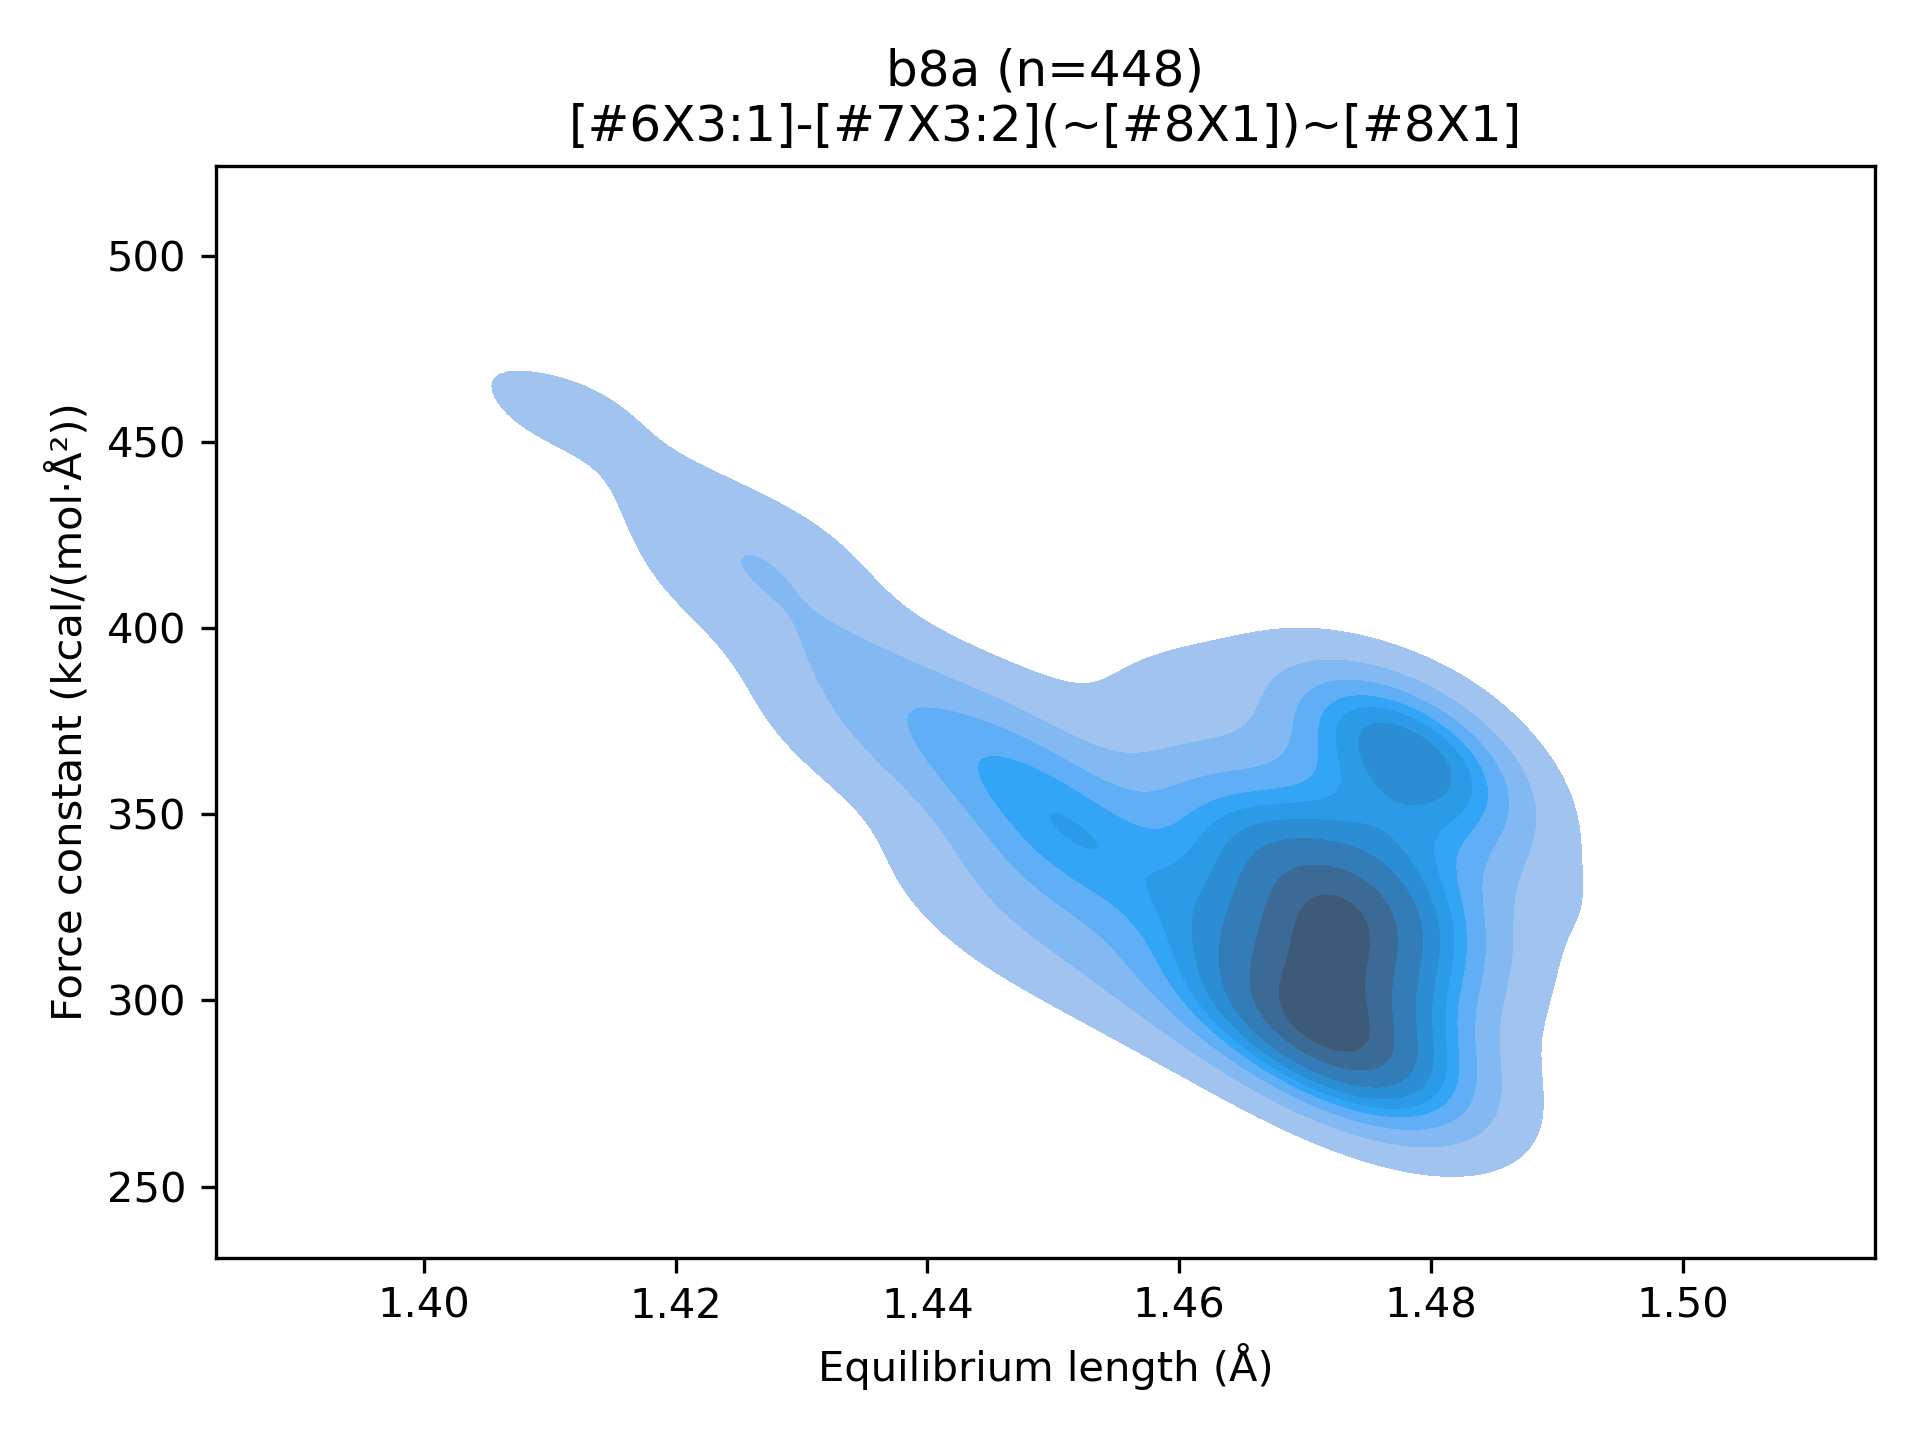 b8a (n=448)
[#6X3:1]-[#7X3:2](~[#8X1])~[#8X1]
Force constant (kcal/(mol·Å²))
500
450
400
350
300
250
1.40 1.42 1.44 1.46 1.48 1.50
Equilibrium length (Å)